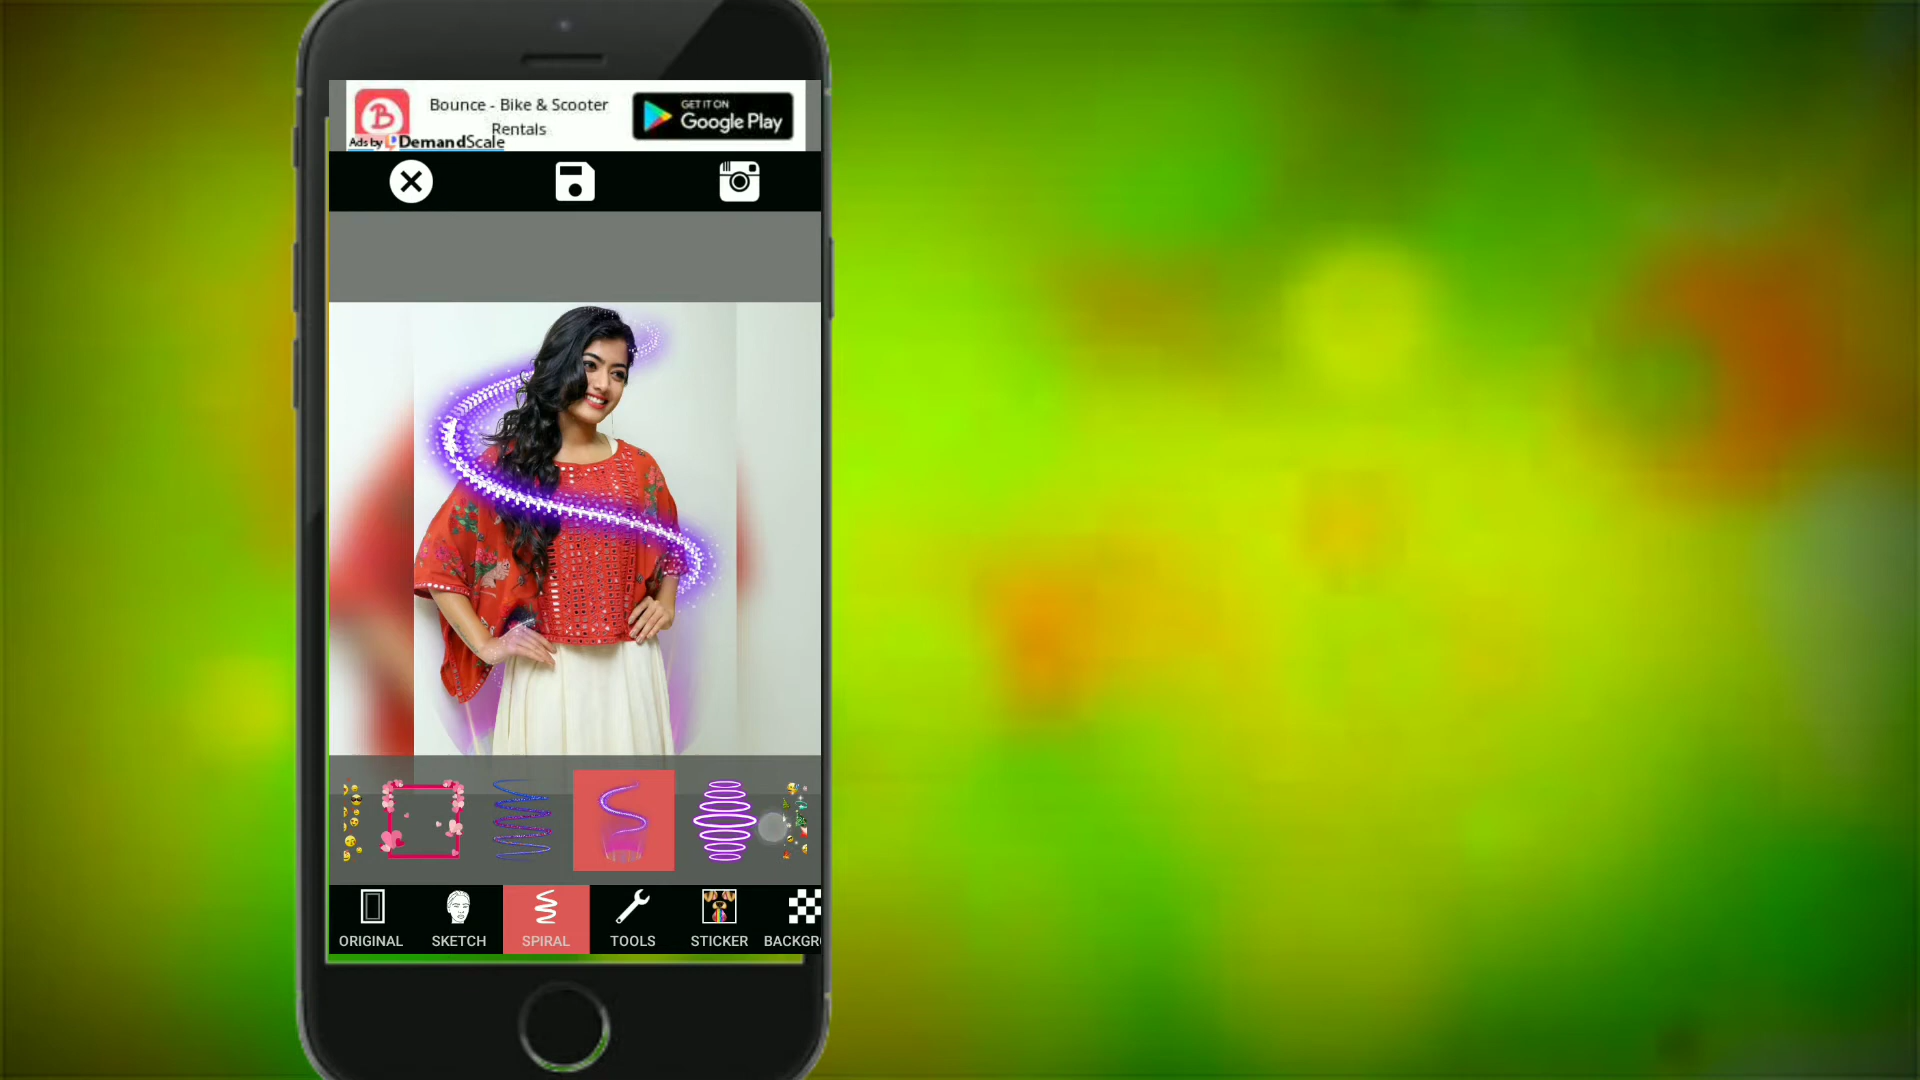 Bounce - Bike & Scooter
Rentals
GET IT ON
Google Play
Ads by DemandScale
ORIGINAL
SKETCH
SPIRAL
TOOLS
STICKER
BACKGR